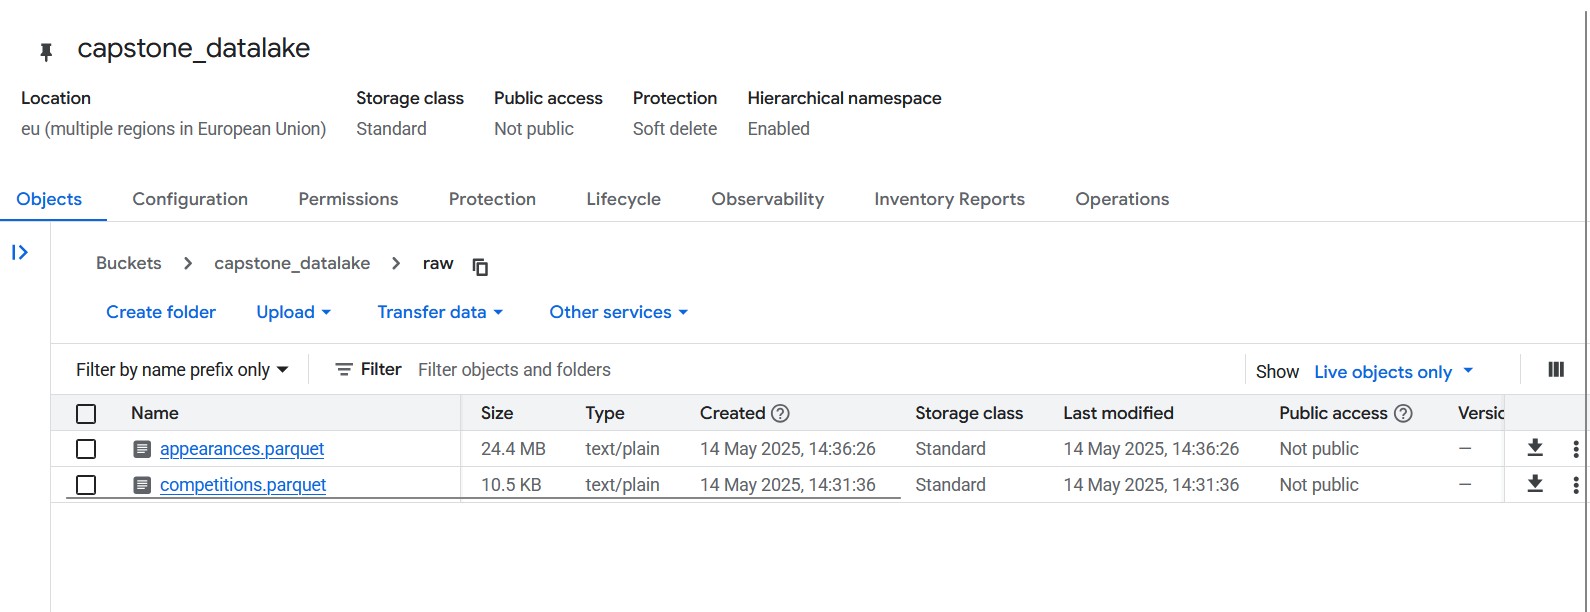 capstone_datalake
Location Storage class Public access Protection Hierarchical namespace
eu (multiple regions in European Union) Standard Not public Soft delete Enabled
Objects Configuration Permissions Protection Lifecycle Observability Inventory Reports Operations
Buckets > capstone_datalake > raw
Create folder Upload Transfer data Other services
Filter by name prefix only Filter Filter objects and folders Show Live objects only
Name Size Type Created Storage class Last modified Public access Versic
appearances.parquet 24.4 MB text/plain 14 May 2025, 14:36:26 Standard 14 May 2025, 14:36:26 Not public —
competitions.parquet 10.5 KB text/plain 14 May 2025, 14:31:36 Standard 14 May 2025, 14:31:36 Not public —